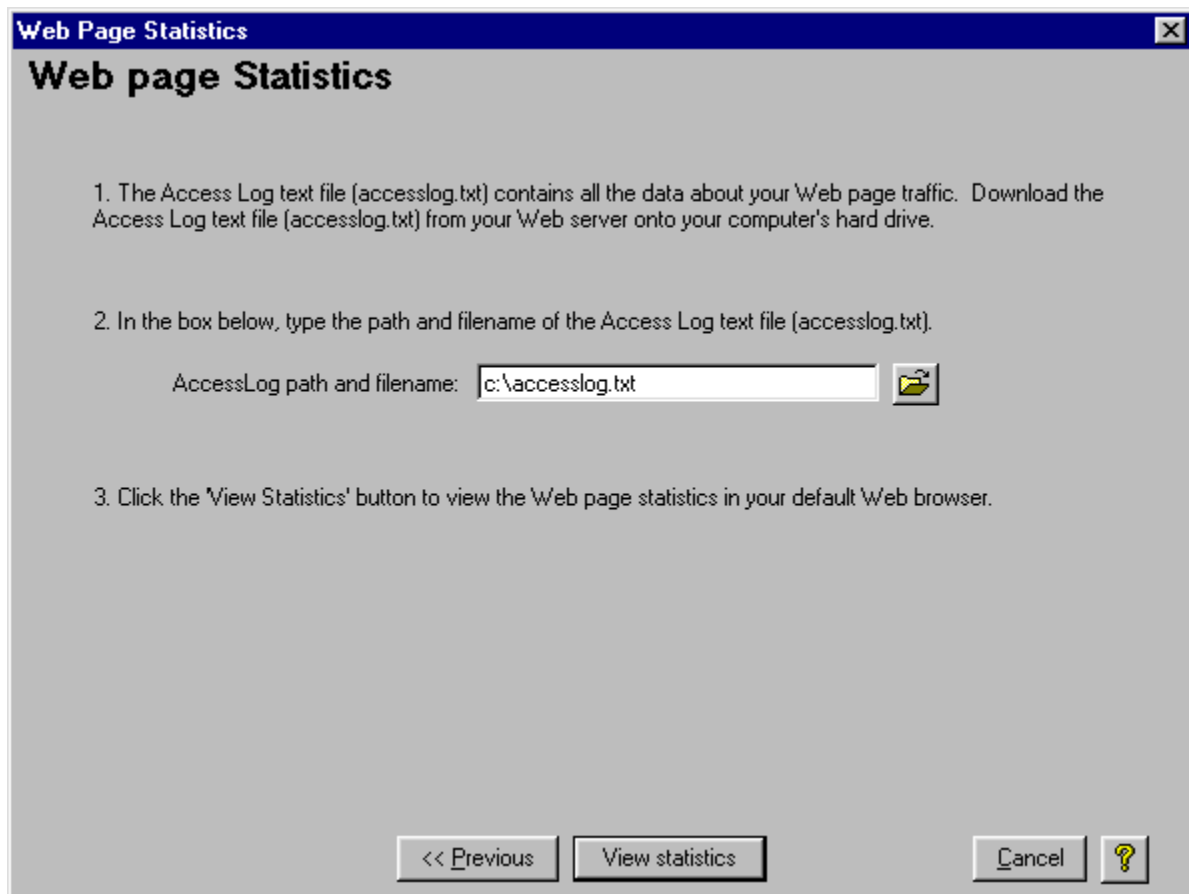 Web Page Statistics
Web page Statistics
1. The Access Log text file (accesslog.txt) contains all the data about your Web page traffic.  Download the
Access Log text file (accesslog.txt) from your Web server onto your computer's hard drive.
2. In the box below, type the path and filename of the Access Log text file (accesslog.txt).
AccessLog path and filename: c:\accesslog.txt
3. Click the 'View Statistics' button to view the Web page statistics in your default Web browser.
<< Previous View statistics Cancel ?